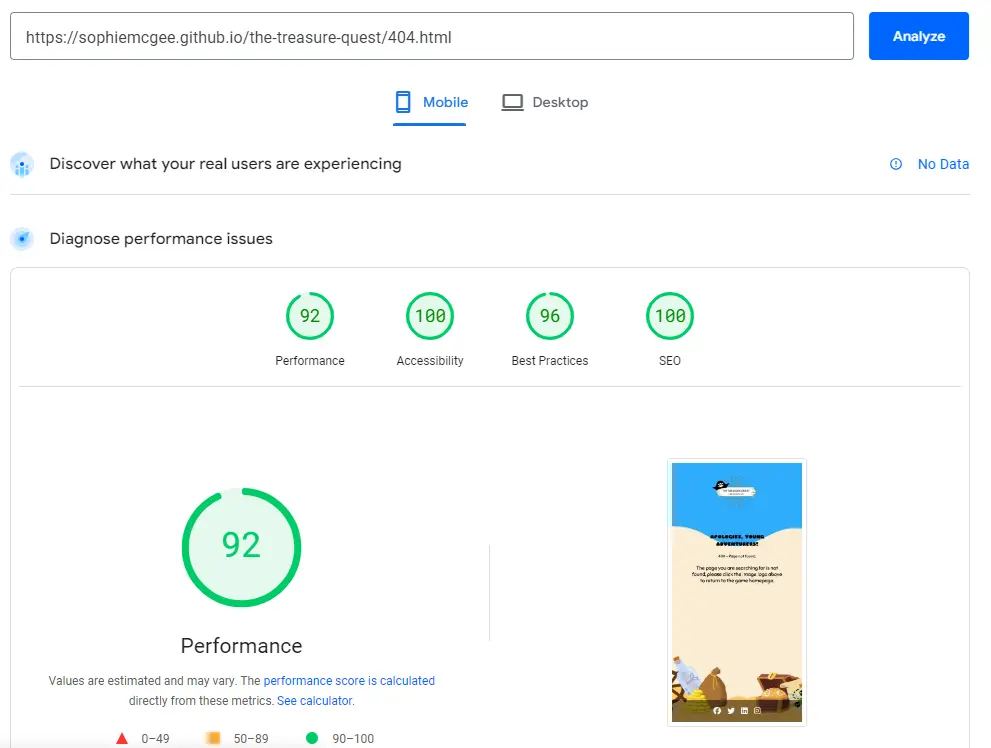 https://sophiemcgee.github.io/the-treasure-quest/404.html
Analyze
Mobile
Desktop
Discover what your real users are experiencing
No Data
Diagnose performance issues
92
100
96
100
Performance
Accessibility
Best Practices
SEO
92
Performance
Values are estimated and may vary. The performance score is calculated
directly from these metrics. See calculator.
0–49
50–89
90–100
APOLOGIES, YOUNG
ADVENTURERS!
404 - Page not found.
The page you are searching for is not
found, please click the image logo above
to return to the game homepage.